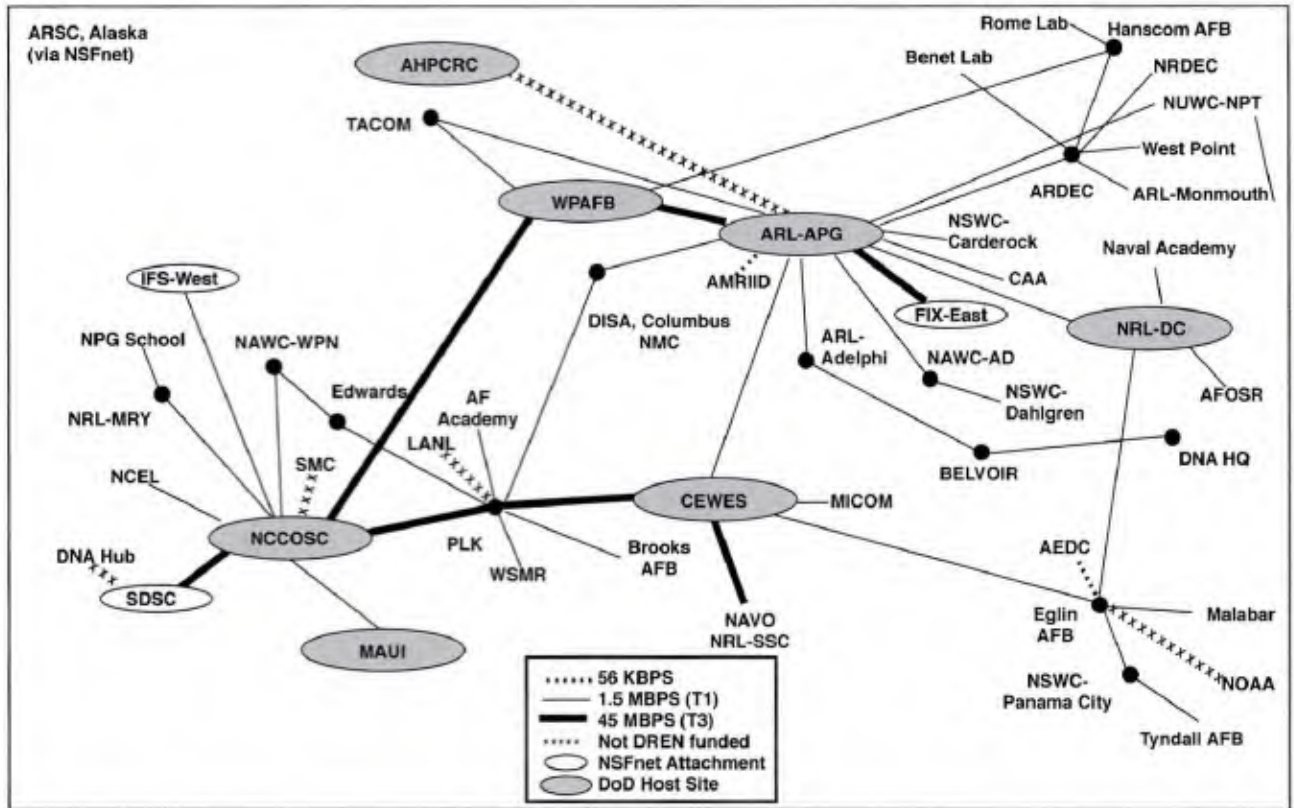 ARSC, Alaska
(via NSFnet)
AHPCRC
Rome Lab
Hanscom AFB
Benet Lab
NRDEC
NUWC-NPT
TACOM
West Point
ARDEC
ARL-Monmouth
WPAFB
ARL-APG
NSWC-
Carderock
Naval Academy
CAA
IFS-West
AMRIID
FIX-East
NRL-DC
DISA, Columbus
NMC
NPG School
NAWC-WPN
ARL-
Adelphi
NAWC-AD
Edwards
AF
Academy
NSWC-
Dahlgren
AFOSR
NRL-MRY
LANL
SMC
BELVOIR
DNA HQ
NCEL
CEWES
MICOM
NCCOSC
PLK
Brooks
AFB
WSMR
AEDC
DNA Hub
SDSC
Eglin
AFB
Malabar
MAUI
NAVO
NRL-SSC
NSWC-
Panama City
NOAA
Tyndall AFB
56 KBPS
1.5 MBPS (T1)
45 MBPS (T3)
Not DREN funded
NSFnet Attachment
DoD Host Site